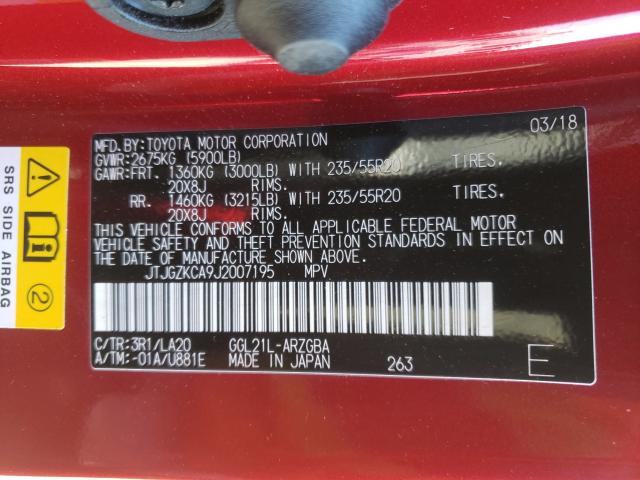 MFD.BY:TOYOTA MOTOR CORPORATION 03/18
GVWR:2675KG (5900LB)
GAWR:FRT. 1360KG (3000LB) WITH 235/55R20 TIRES.
20X8J RIMS.
RR. 1460KG (3215LB) WITH 235/55R20 TIRES.
20X8J RIMS.
THIS VEHICLE CONFORMS TO ALL APPLICABLE FEDERAL MOTOR
VEHICLE SAFETY AND THEFT PREVENTION STANDARDS IN EFFECT ON
THE DATE OF MANUFACTURE SHOWN ABOVE.
JTJGZKCA9J2007195 MPV
C/TR:3R1/LA20 GGL21L-ARZGBA
A/TM:-01A/U881E MADE IN JAPAN 263 E
SRS SIDE AIRBAG
2